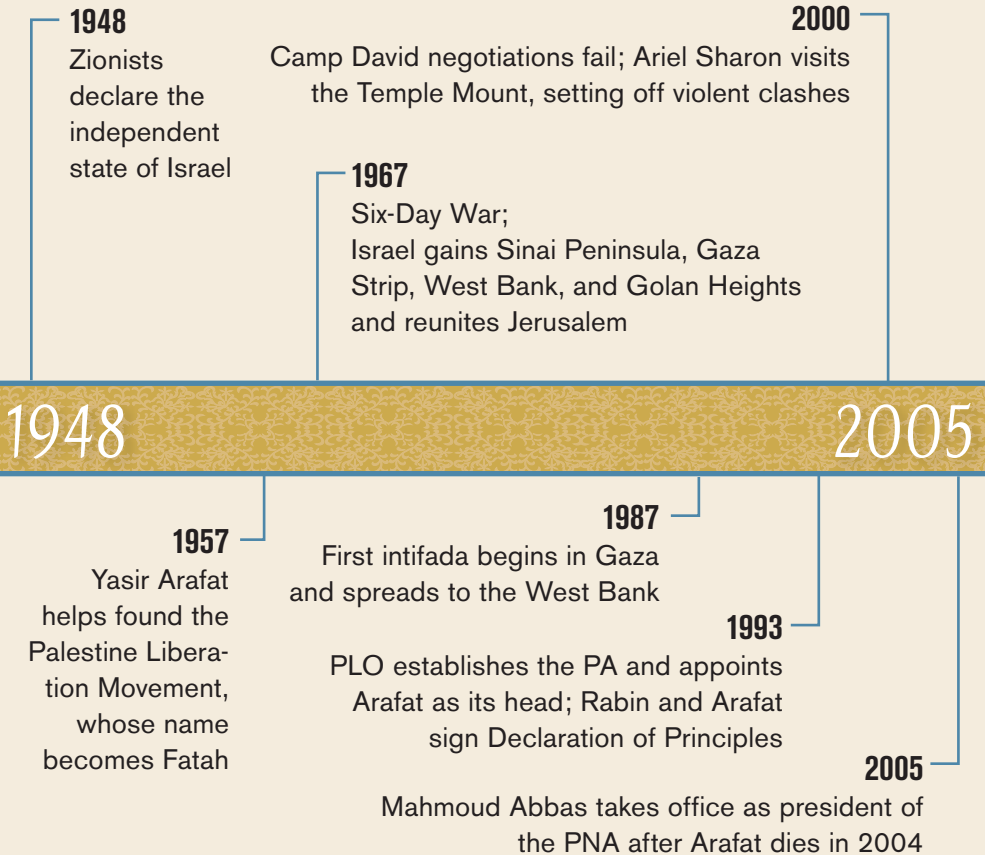 1948
Zionists
declare the
independent
state of Israel
2000
Camp David negotiations fail; Ariel Sharon visits
the Temple Mount, setting off violent clashes
1967
Six-Day War;
Israel gains Sinai Peninsula, Gaza
Strip, West Bank, and Golan Heights
and reunites Jerusalem
1948
2005
1957
Yasir Arafat
helps found the
Palestine Libera-
tion Movement,
whose name
becomes Fatah
1987
First intifada begins in Gaza
and spreads to the West Bank
1993
PLO establishes the PA and appoints
Arafat as its head; Rabin and Arafat
sign Declaration of Principles
2005
Mahmoud Abbas takes office as president of
the PNA after Arafat dies in 2004